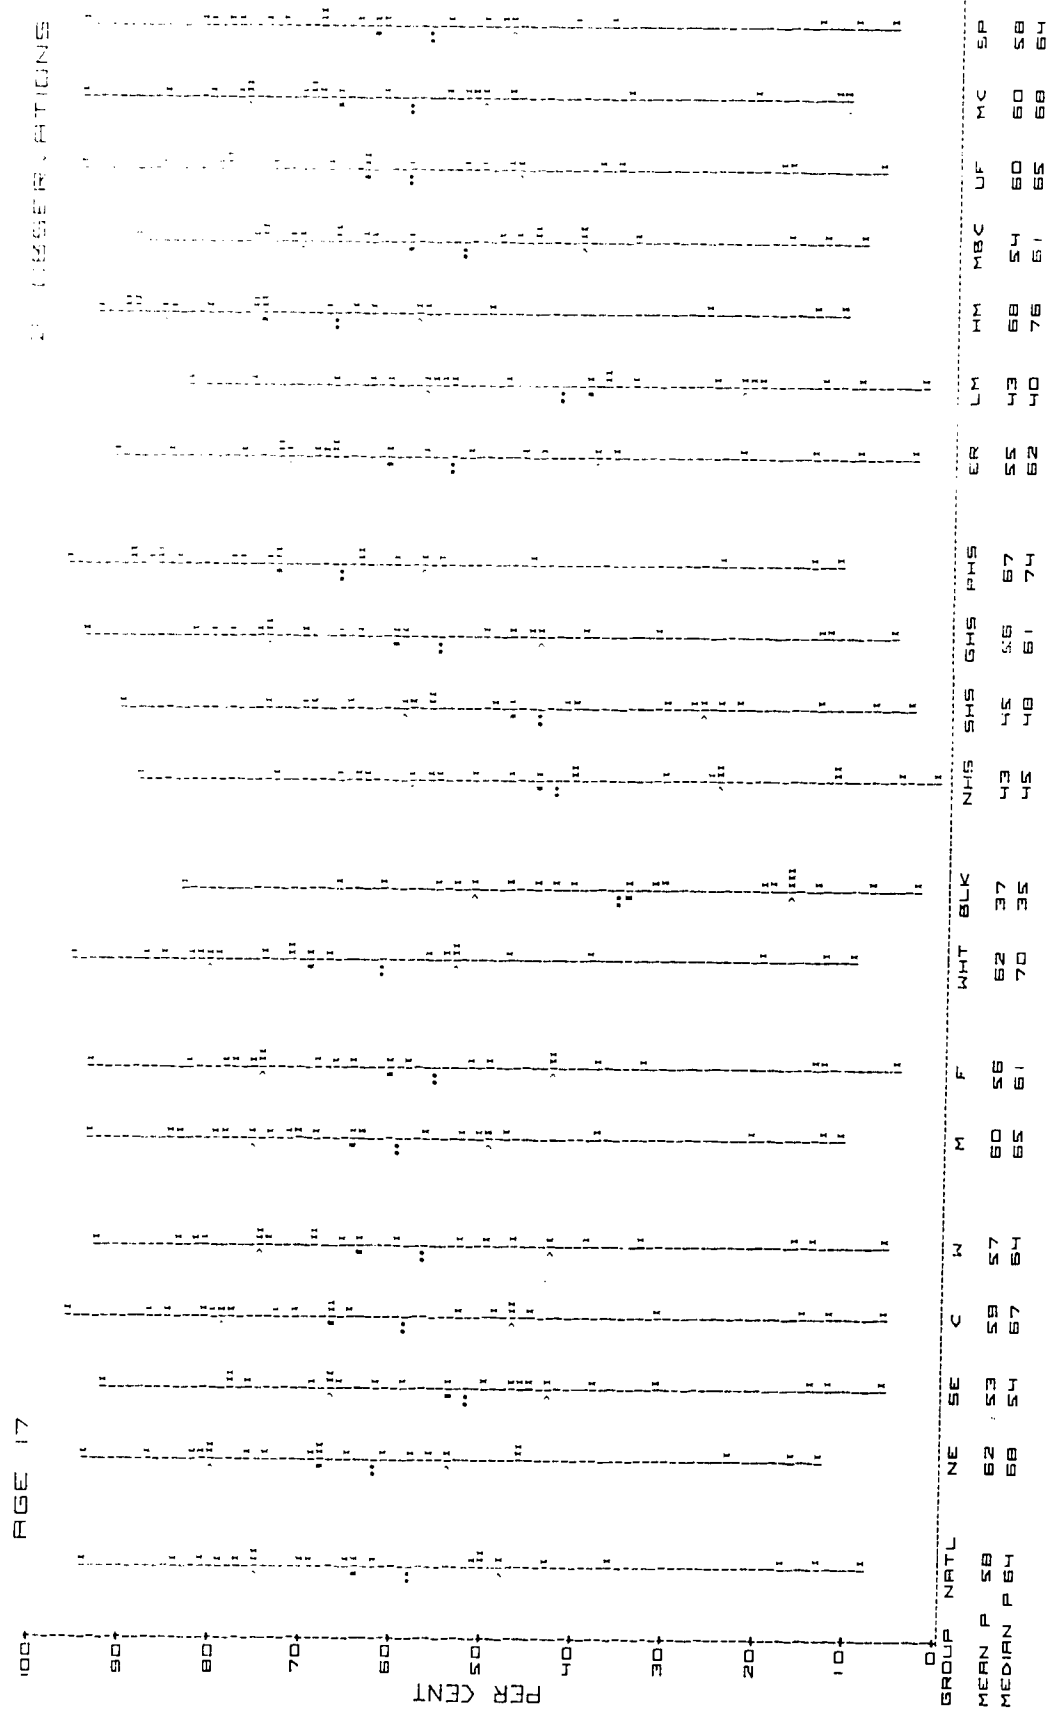 AGE 17
100
90
80
70
60
50
40
30
20
10
0
PER CENT
GROUP NATL NE SE C W M F WHT BLK NHS SHS GHS PHS ER LM HM MBC UF MC SP
MEAN P 58 62 53 59 57 60 56 62 37 43 45 56 67 55 43 68 54 60 60 58
MEDIAN P 64 68 54 67 64 65 61 70 35 45 48 61 74 62 40 76 61 65 68 64